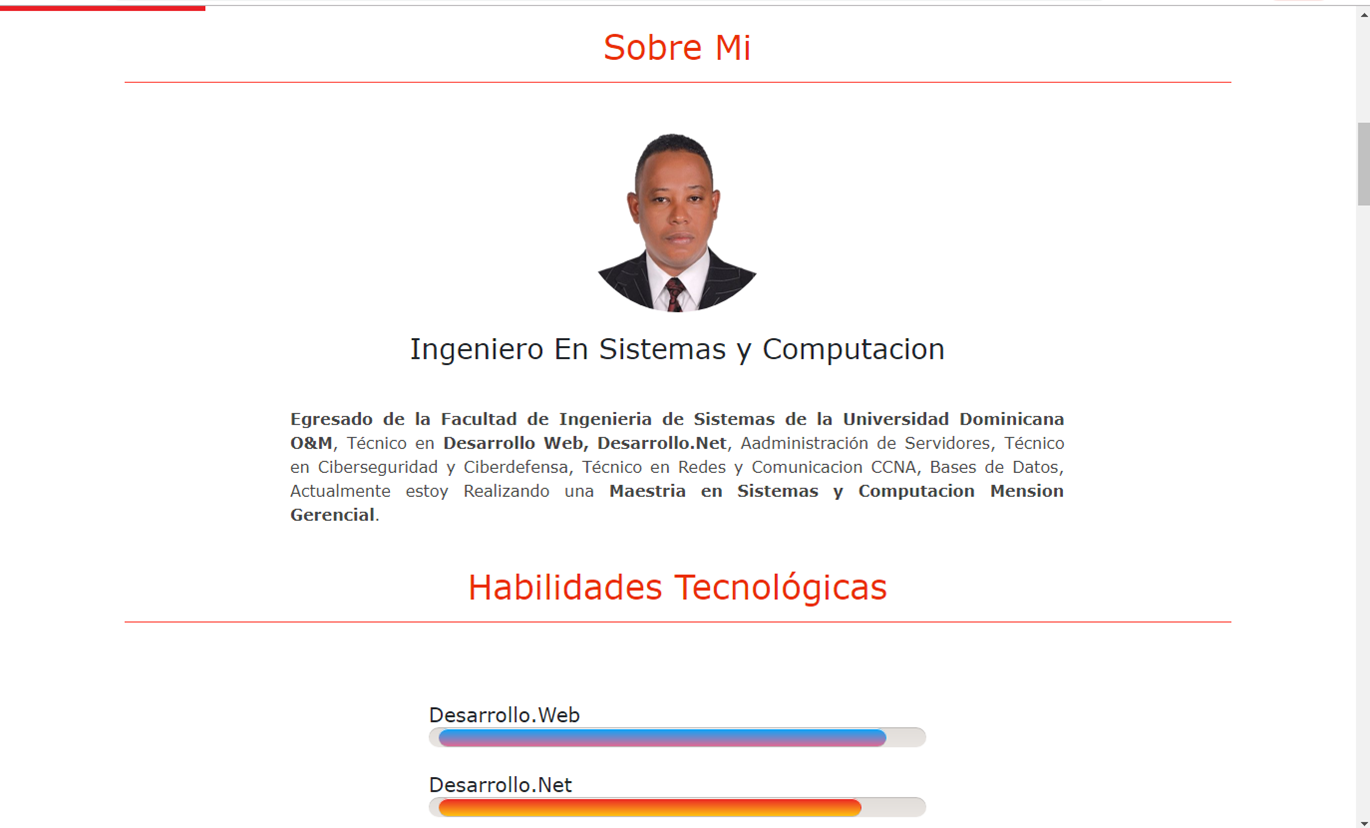 Sobre Mi
Ingeniero En Sistemas y Computacion
Egresado de la Facultad de Ingenieria de Sistemas de la Universidad Dominicana
O&M, Técnico en Desarrollo Web, Desarrollo.Net, Aadministración de Servidores, Técnico
en Ciberseguridad y Ciberdefensa, Técnico en Redes y Comunicacion CCNA, Bases de Datos,
Actualmente estoy Realizando una Maestria en Sistemas y Computacion Mension
Gerencial.
Habilidades Tecnológicas
Desarrollo.Web
Desarrollo.Net